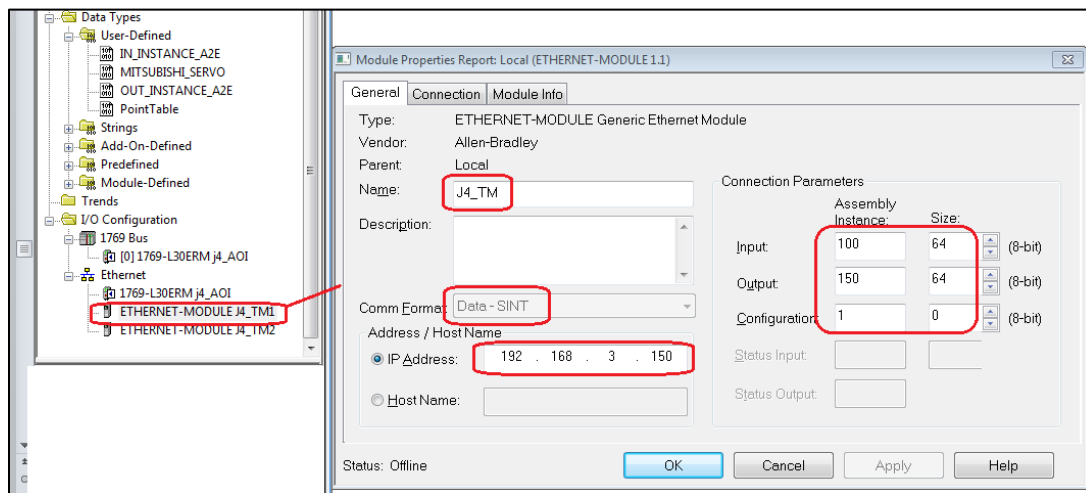 Data Types
User-Defined
IN_INSTANCE_A2E
MITSUBISHI_SERVO
OUT_INSTANCE_A2E
PointTable
Strings
Add-On-Defined
Predefined
Module-Defined
Trends
I/O Configuration
1769 Bus
[0] 1769-L30ERM j4_AOI
Ethernet
1769-L30ERM j4_AOI
ETHERNET-MODULE J4_TM1
ETHERNET-MODULE J4_TM2
Module Properties Report: Local (ETHERNET-MODULE 1.1)
General Connection Module Info
Type: ETHERNET-MODULE Generic Ethernet Module
Vendor: Allen-Bradley
Parent: Local
Name: J4_TM
Description:
Comm Format: Data - SINT
Address / Host Name
IP Address: 192 . 168 . 3 . 150
Host Name:
Connection Parameters
Assembly
Instance: Size:
Input: 100 64 (8-bit)
Output: 150 64 (8-bit)
Configuration: 1 0 (8-bit)
Status Input:
Status Output:
Status: Offline
OK Cancel Apply Help